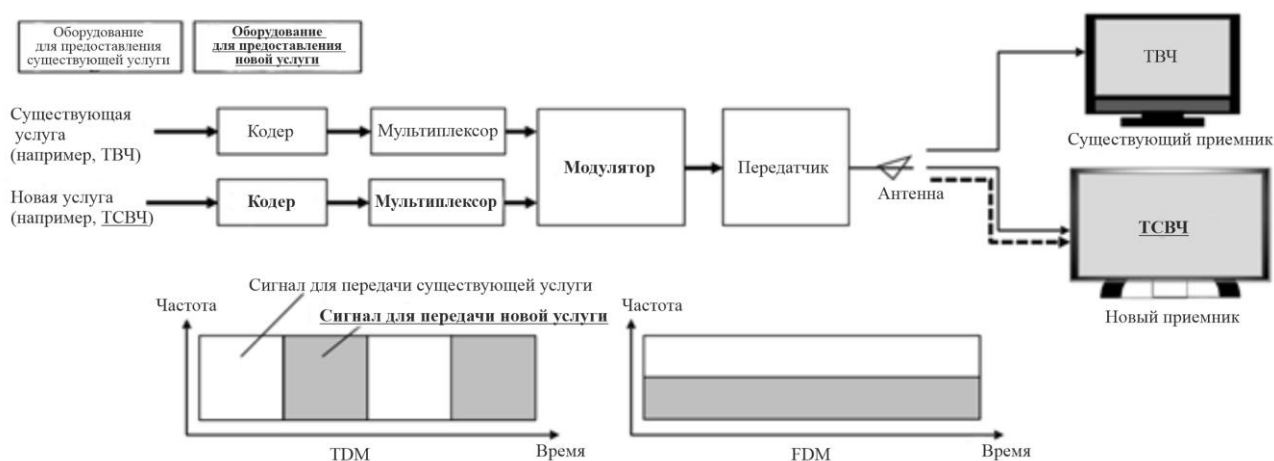 Оборудование
для предоставления
существующей услуги
Оборудование
для предоставления
новой услуги
Существующая
услуга
(например, ТВЧ)
Кодер
Мультиплексор
Новая услуга
(например, ТСВЧ)
Кодер
Мультиплексор
Модулятор
Передатчик
Антенна
ТВЧ
Существующий приемник
ТСВЧ
Новый приемник
Сигнал для передачи существующей услуги
Частота
Сигнал для передачи новой услуги
Время
TDM
Частота
Время
FDM